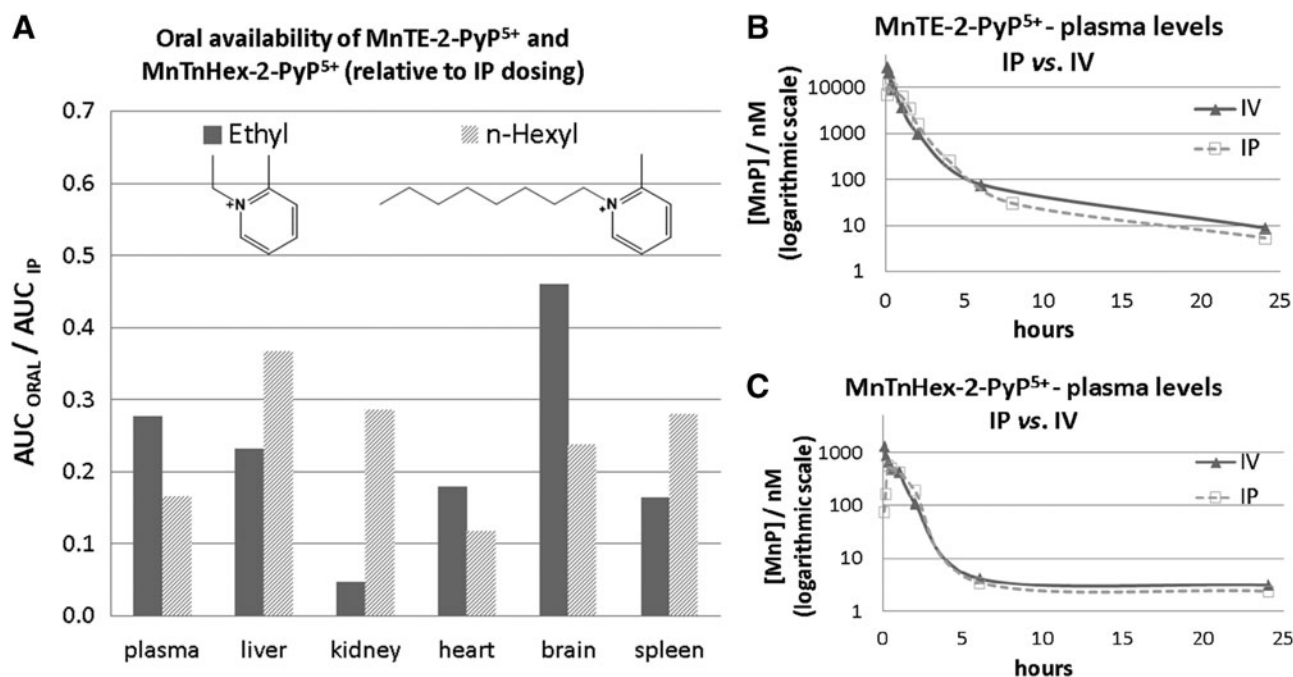 A
Oral availability of MnTE-2-PyP⁵⁺ and
MnTnHex-2-PyP⁵⁺ (relative to IP dosing)
0.7
0.6
0.5
0.4
0.3
0.2
0.1
0.0
AUC ORAL / AUC IP
Ethyl
n-Hexyl
+N
N
+
plasma liver kidney heart brain spleen
B
MnTE-2-PyP⁵⁺- plasma levels
IP vs. IV
[MnP] / nM
(logarithmic scale)
10000
1000
100
10
1
IV
IP
0 5 10 15 20 25
hours
C
MnTnHex-2-PyP⁵⁺- plasma levels
IP vs. IV
[MnP] / nM
(logarithmic scale)
1000
100
10
1
IV
IP
0 5 10 15 20 25
hours